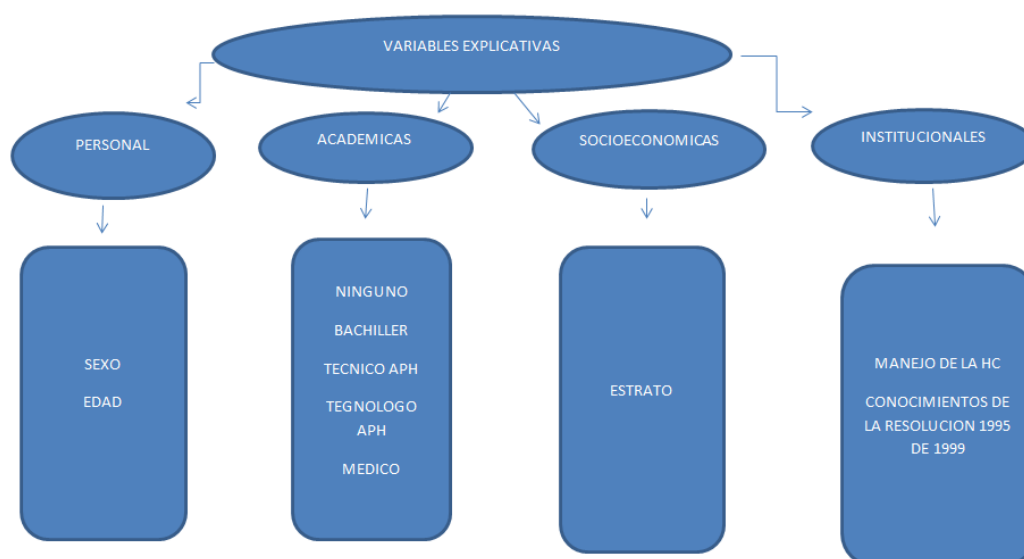 VARIABLES EXPLICATIVAS
PERSONAL
ACADEMICAS
SOCIOECONOMICAS
INSTITUCIONALES
SEXO
EDAD
NINGUNO
BACHILLER
TECNICO APH
TEGNOLOGO
APH
MEDICO
ESTRATO
MANEJO DE LA HC
CONOCIMIENTOS DE
LA RESOLUCION 1995
DE 1999